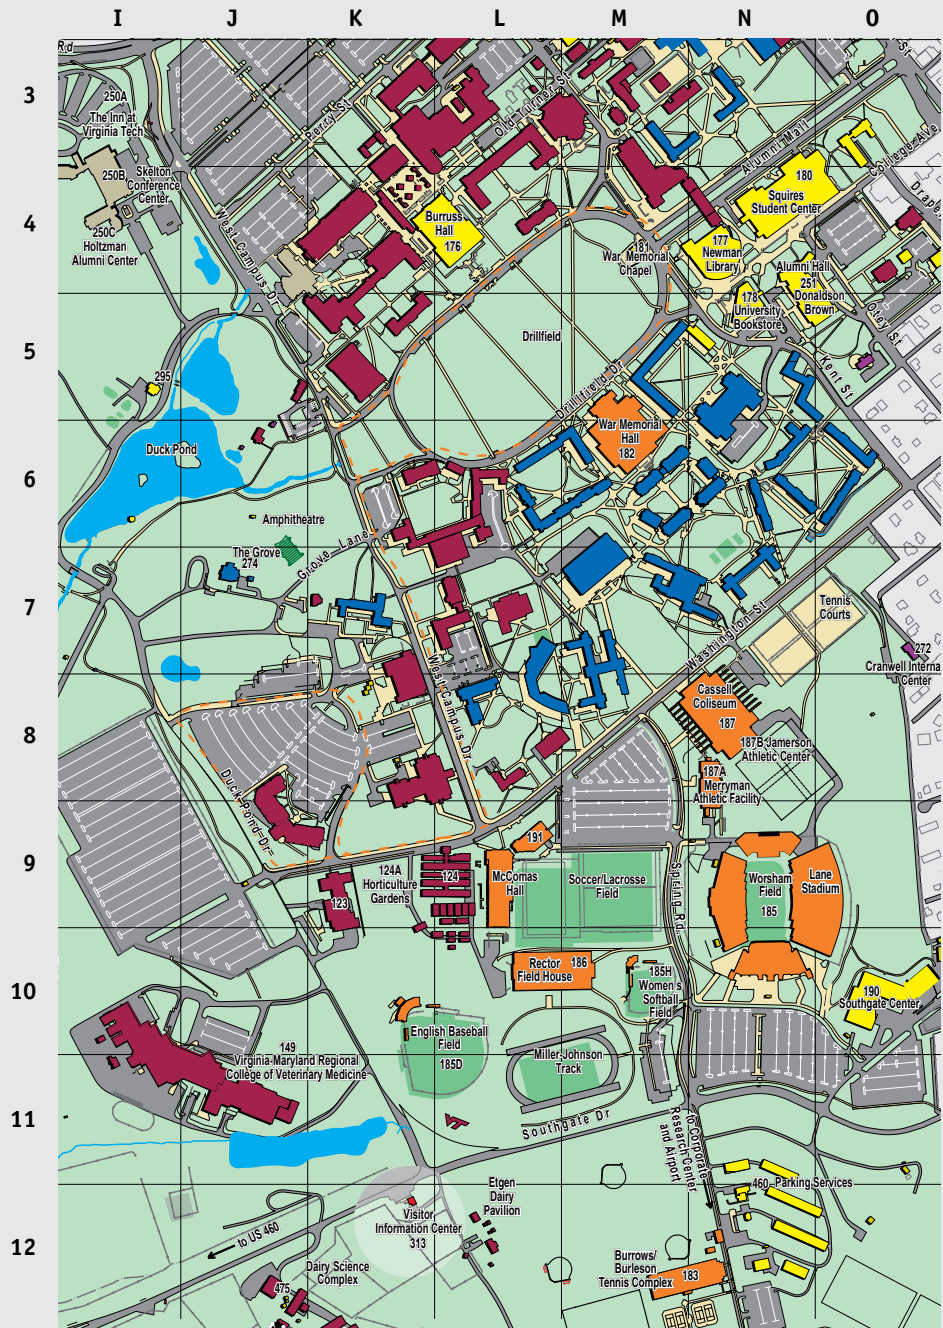 I J K L M N O
Rd
St
3
250A
The Inn at
Virginia Tech
Perry St
Old Turner St
Alumni Mall
College Ave
250B
Skelton
Conference
Center
180
Squires
Student Center
Draper
4
West Campus Dr
Burruss
Hall
176
250C
Holtzman
Alumni Center
181
War Memorial
Chapel
177
Newman
Library
Alumni Hall
251
Donaldson
Brown
178
University
Bookstore
Otey St
5
Drillfield
Drillfield Dr
Kent St
295
War Memorial
Hall
182
Duck Pond
6
Amphitheatre
The Grove
274
Grove Lane
7
Tennis
Courts
Washington St
272
Cranwell Interna
Center
West Campus Dr
Cassell
Coliseum
187
8
187B Jamerson
Athletic Center
187A
Merryman
Athletic Facility
Duck Pond Dr
191
9
124A
Horticulture
Gardens
124
McComas
Hall
Soccer/Lacrosse
Field
Spring Rd
Worsham
Field
185
Lane
Stadium
123
10
Rector 186
Field House
185H
Women's
Softball
Field
190
Southgate Center
English Baseball
Field
185D
149
Virginia-Maryland Regional
College of Veterinary Medicine
Miller-Johnson
Track
11
Southgate Dr
to Corporate
Research Center
and Airport
460 Parking Services
Etgen
Dairy
Pavilion
Visitor
Information Center
313
12
to US 460
Dairy Science
Complex
475
Burrows/
Burleson
Tennis Complex
183